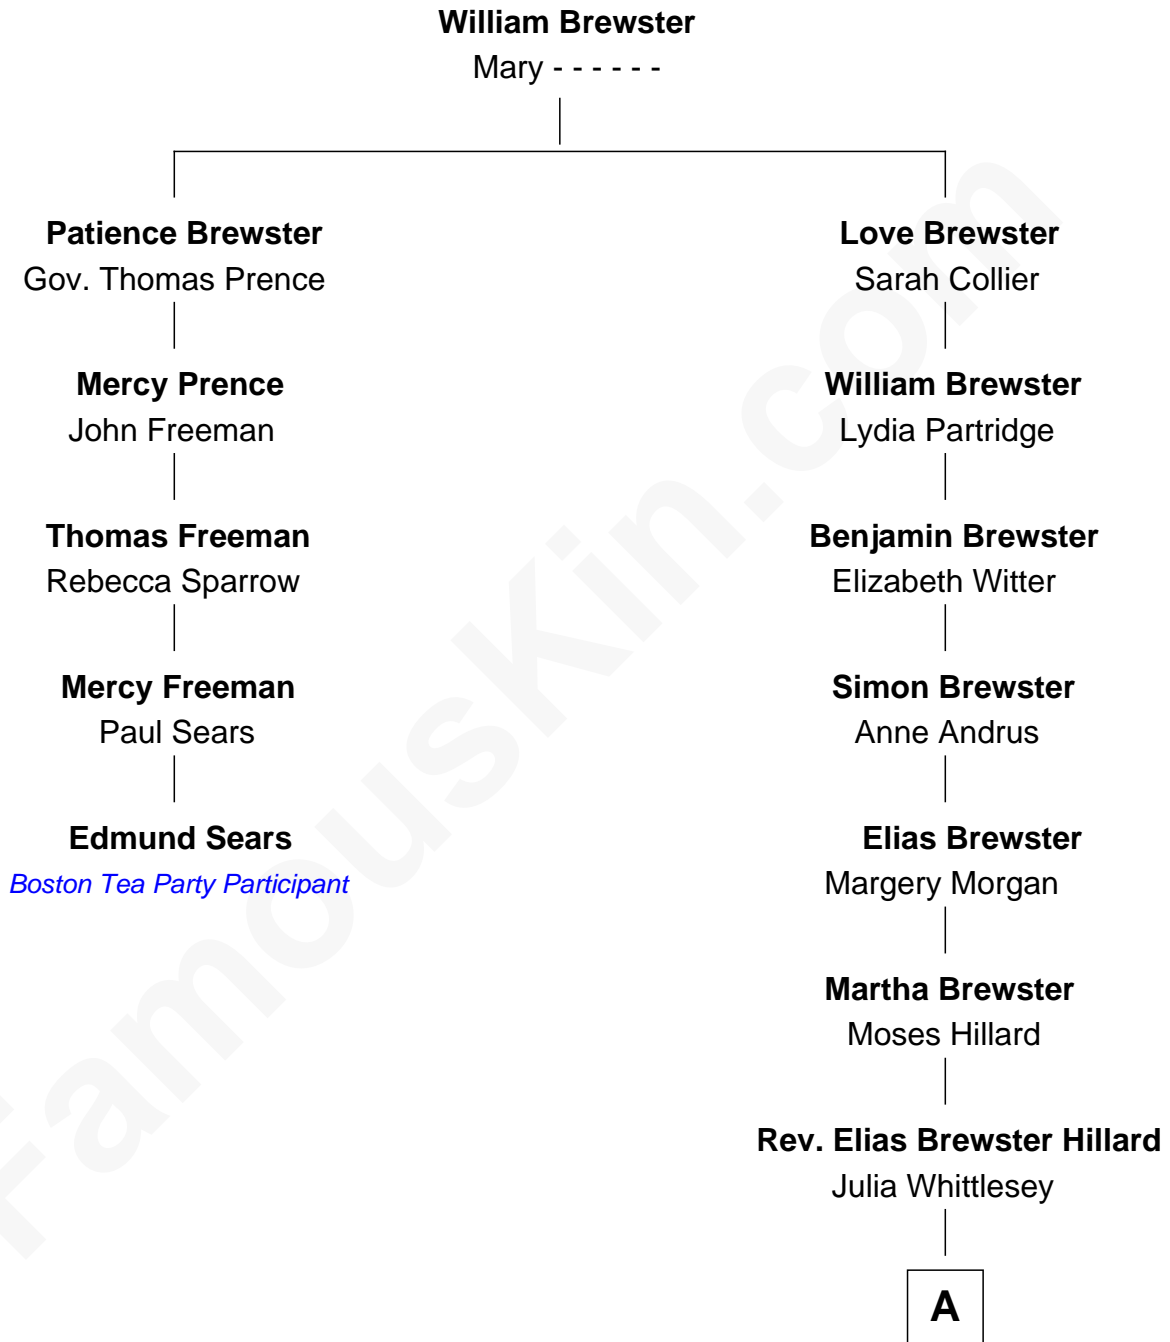 William Brewster
Mary - - - - - -
Patience Brewster
Gov. Thomas Prence
Love Brewster
Sarah Collier
Mercy Prence
John Freeman
William Brewster
Lydia Partridge
Thomas Freeman
Rebecca Sparrow
Benjamin Brewster
Elizabeth Witter
Mercy Freeman
Paul Sears
Simon Brewster
Anne Andrus
Edmund Sears
Boston Tea Party Participant
Elias Brewster
Margery Morgan
Martha Brewster
Moses Hillard
Rev. Elias Brewster Hillard
Julia Whittlesey
A
FamousKin.com